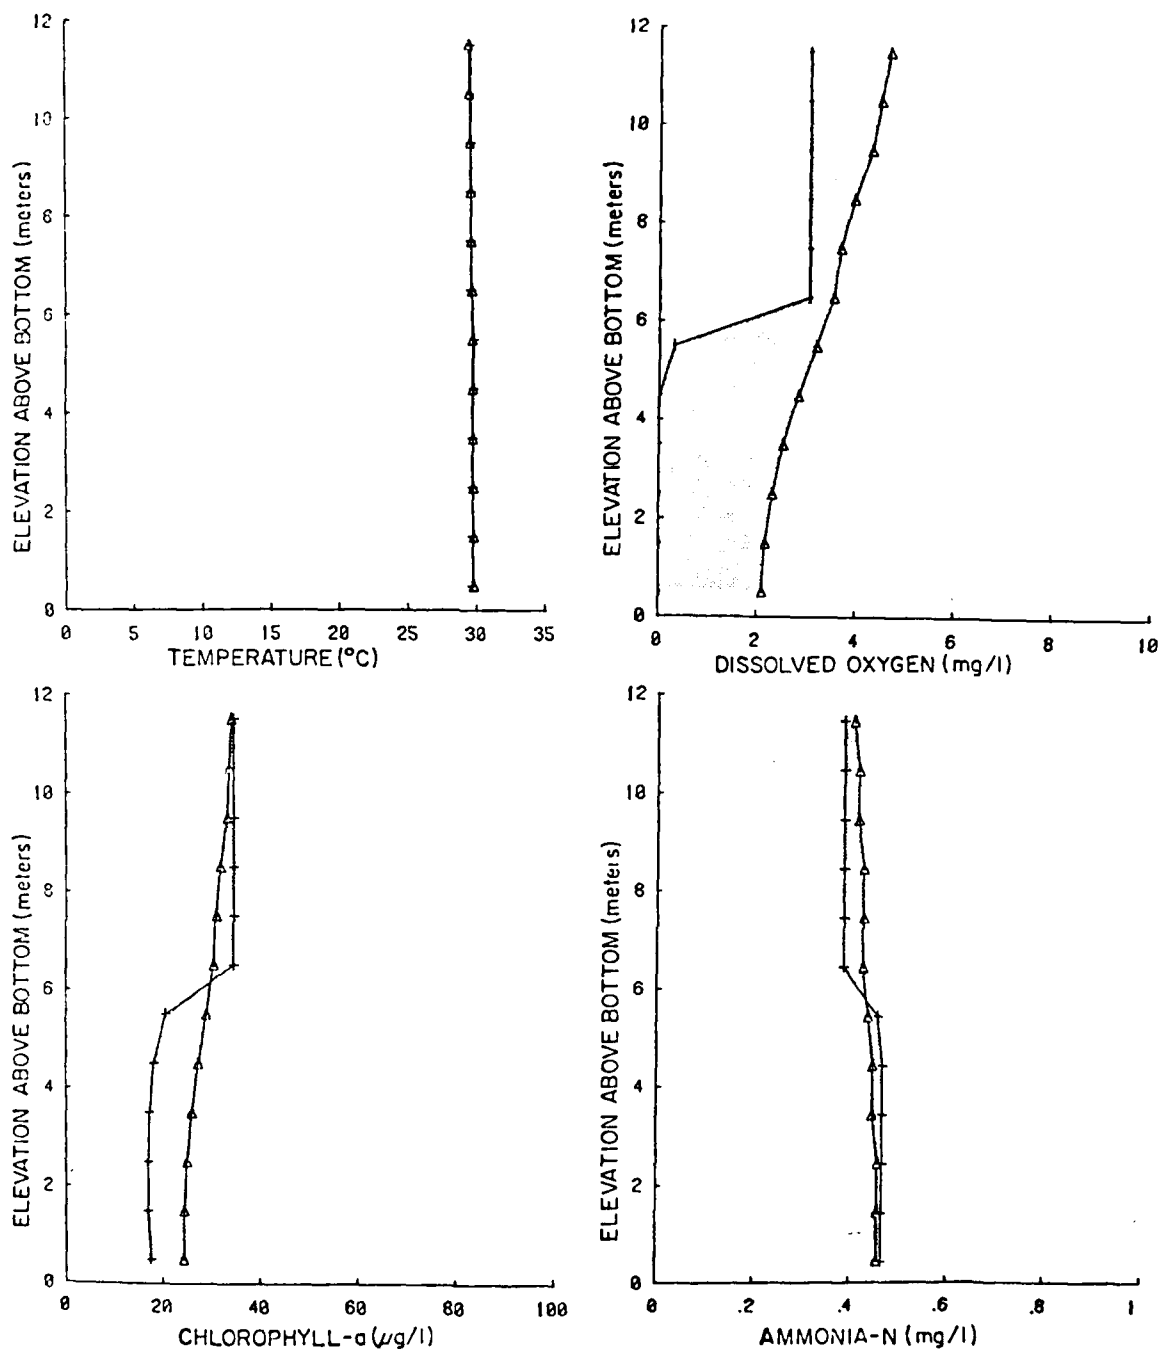 12
10
8
6
4
2
0
ELEVATION ABOVE BOTTOM (meters)
0 5 10 15 20 25 30 35
TEMPERATURE (°C)
12
10
8
6
4
2
0
ELEVATION ABOVE BOTTOM (meters)
0 2 4 6 8 10
DISSOLVED OXYGEN (mg/l)
12
10
8
6
4
2
0
ELEVATION ABOVE BOTTOM (meters)
0 20 40 60 80 100
CHLOROPHYLL-a (µg/l)
12
10
8
6
4
2
0
ELEVATION ABOVE BOTTOM (meters)
0 .2 .4 .6 .8 1
AMMONIA-N (mg/l)